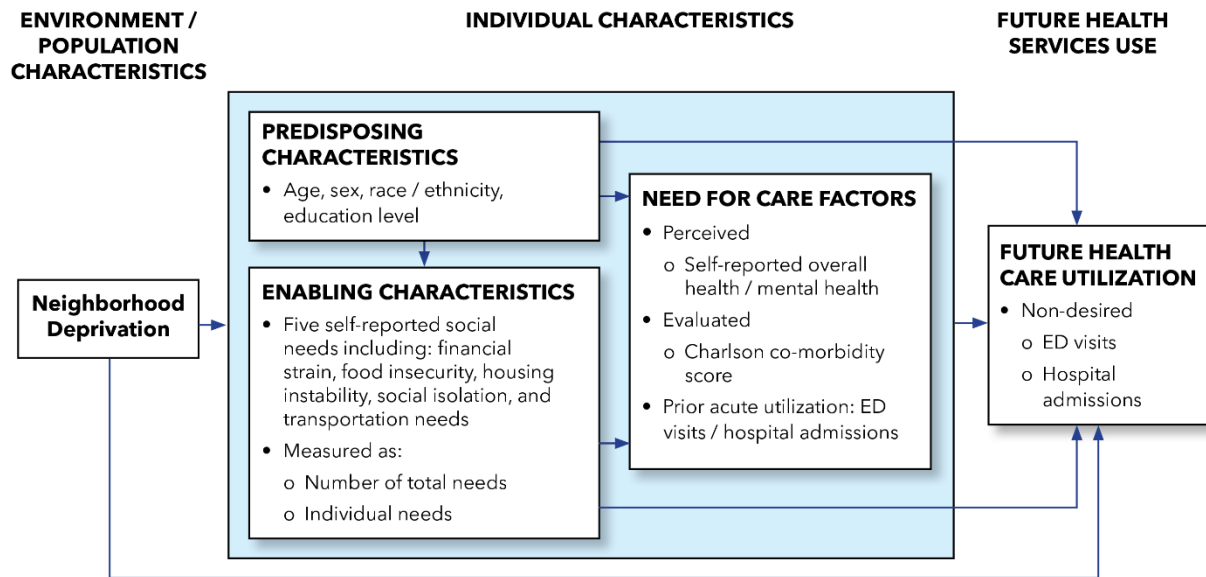 ENVIRONMENT /
POPULATION
CHARACTERISTICS
INDIVIDUAL CHARACTERISTICS
FUTURE HEALTH
SERVICES USE
Neighborhood
Deprivation
PREDISPOSING
CHARACTERISTICS
• Age, sex, race / ethnicity,
education level
ENABLING CHARACTERISTICS
• Five self-reported social
needs including: financial
strain, food insecurity, housing
instability, social isolation, and
transportation needs
• Measured as:
o Number of total needs
o Individual needs
NEED FOR CARE FACTORS
• Perceived
o Self-reported overall
health / mental health
• Evaluated
o Charlson co-morbidity
score
• Prior acute utilization: ED
visits / hospital admissions
FUTURE HEALTH
CARE UTILIZATION
• Non-desired
o ED visits
o Hospital
admissions